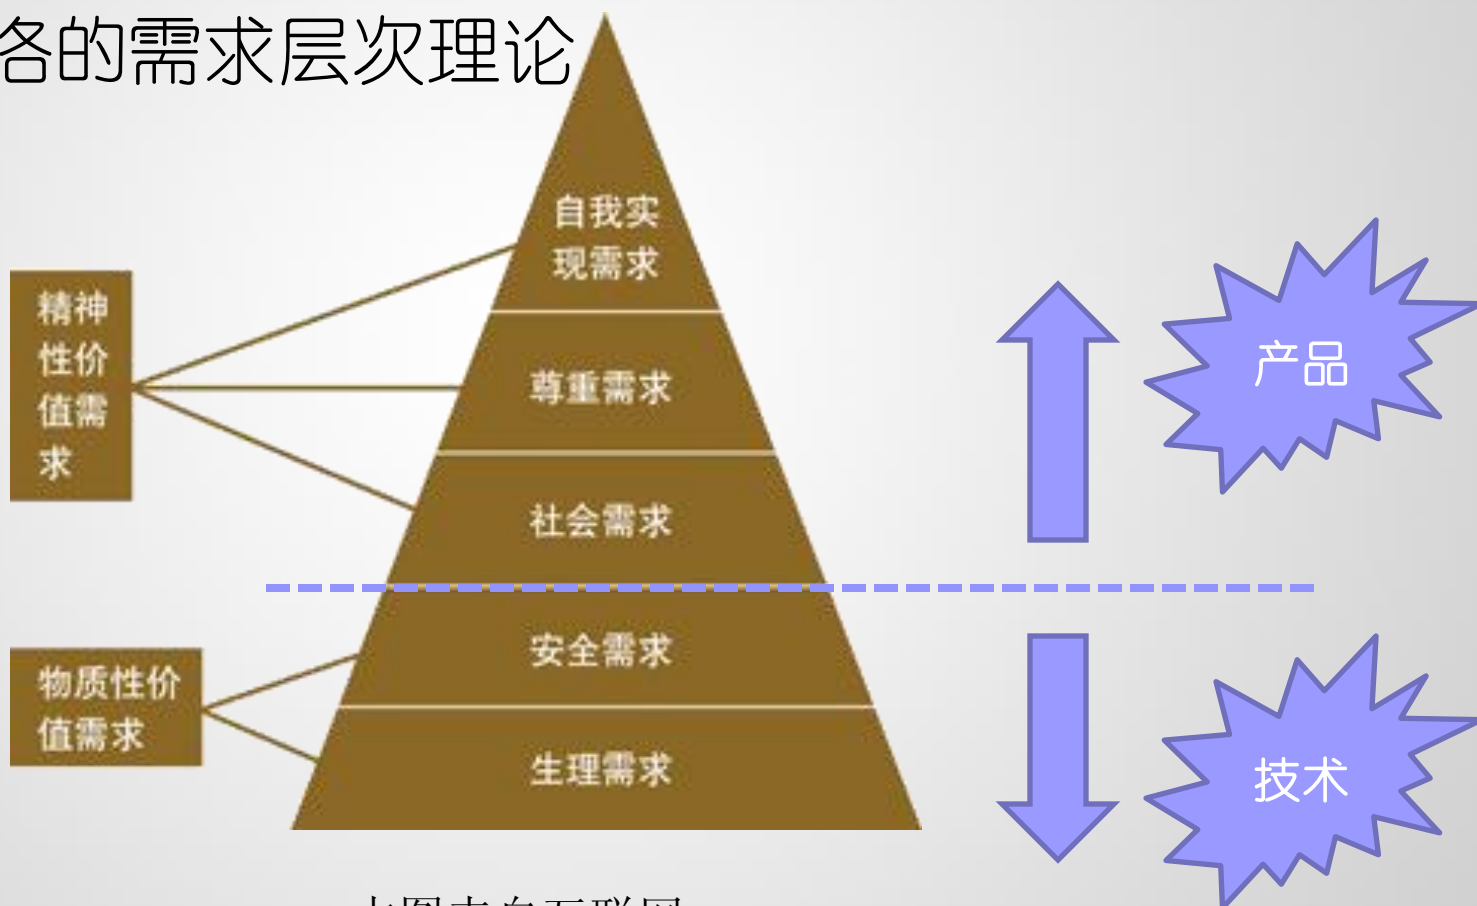 洛的需求层次理论
自我实
现需求
尊重需求
社会需求
安全需求
生理需求
精神
性价
值需
求
物质性价
值需求
产品
技术